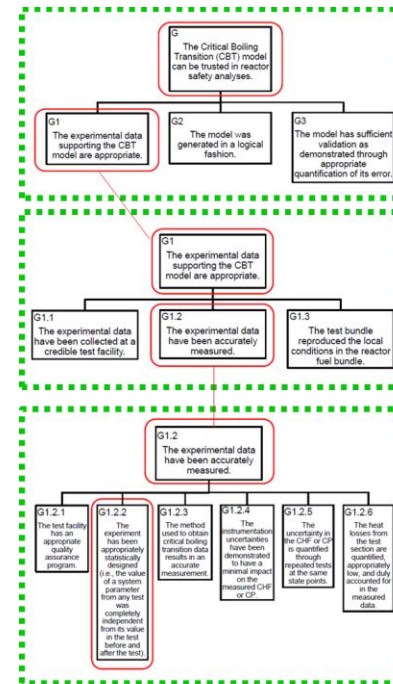 G
The Critical Boiling
Transition (CBT) model
can be trusted in reactor
safety analyses.
G1
The experimental data
supporting the CBT
model are appropriate.
G2
The model was
generated in a logical
fashion.
G3
The model has sufficient
validation as
demonstrated through
appropriate
quantification of its error.
G1
The experimental data
supporting the CBT
model are appropriate.
G1.1
The experimental data
have been collected at a
credible test facility.
G1.2
The experimental data
have been accurately
measured.
G1.3
The test bundle
reproduced the local
conditions in the reactor
fuel bundle.
G1.2
The experimental data
have been accurately
measured.
G1.2.1
The test facility
has an
appropriate
quality
assurance
program.
G1.2.2
The
experiment
has been
appropriately
statistically
designed
(i.e., the value
of a system
parameter
from any test
was
completely
independent
from its value
in the test
before and
after the test).
G1.2.3
The method
used to obtain
critical boiling
transition data
results in an
accurate
measurement.
G1.2.4
The
instrumentation
uncertainties
have been
demonstrated
to have a
minimal impact
on the
measured CHF
or CP.
G1.2.5
The
uncertainty in
the CHF or CP
is quantified
through
repeated tests
at the same
state points.
G1.2.6
The heat
losses from
the test
section are
quantified,
appropriately
low, and duly
accounted for
in the
measured
data.